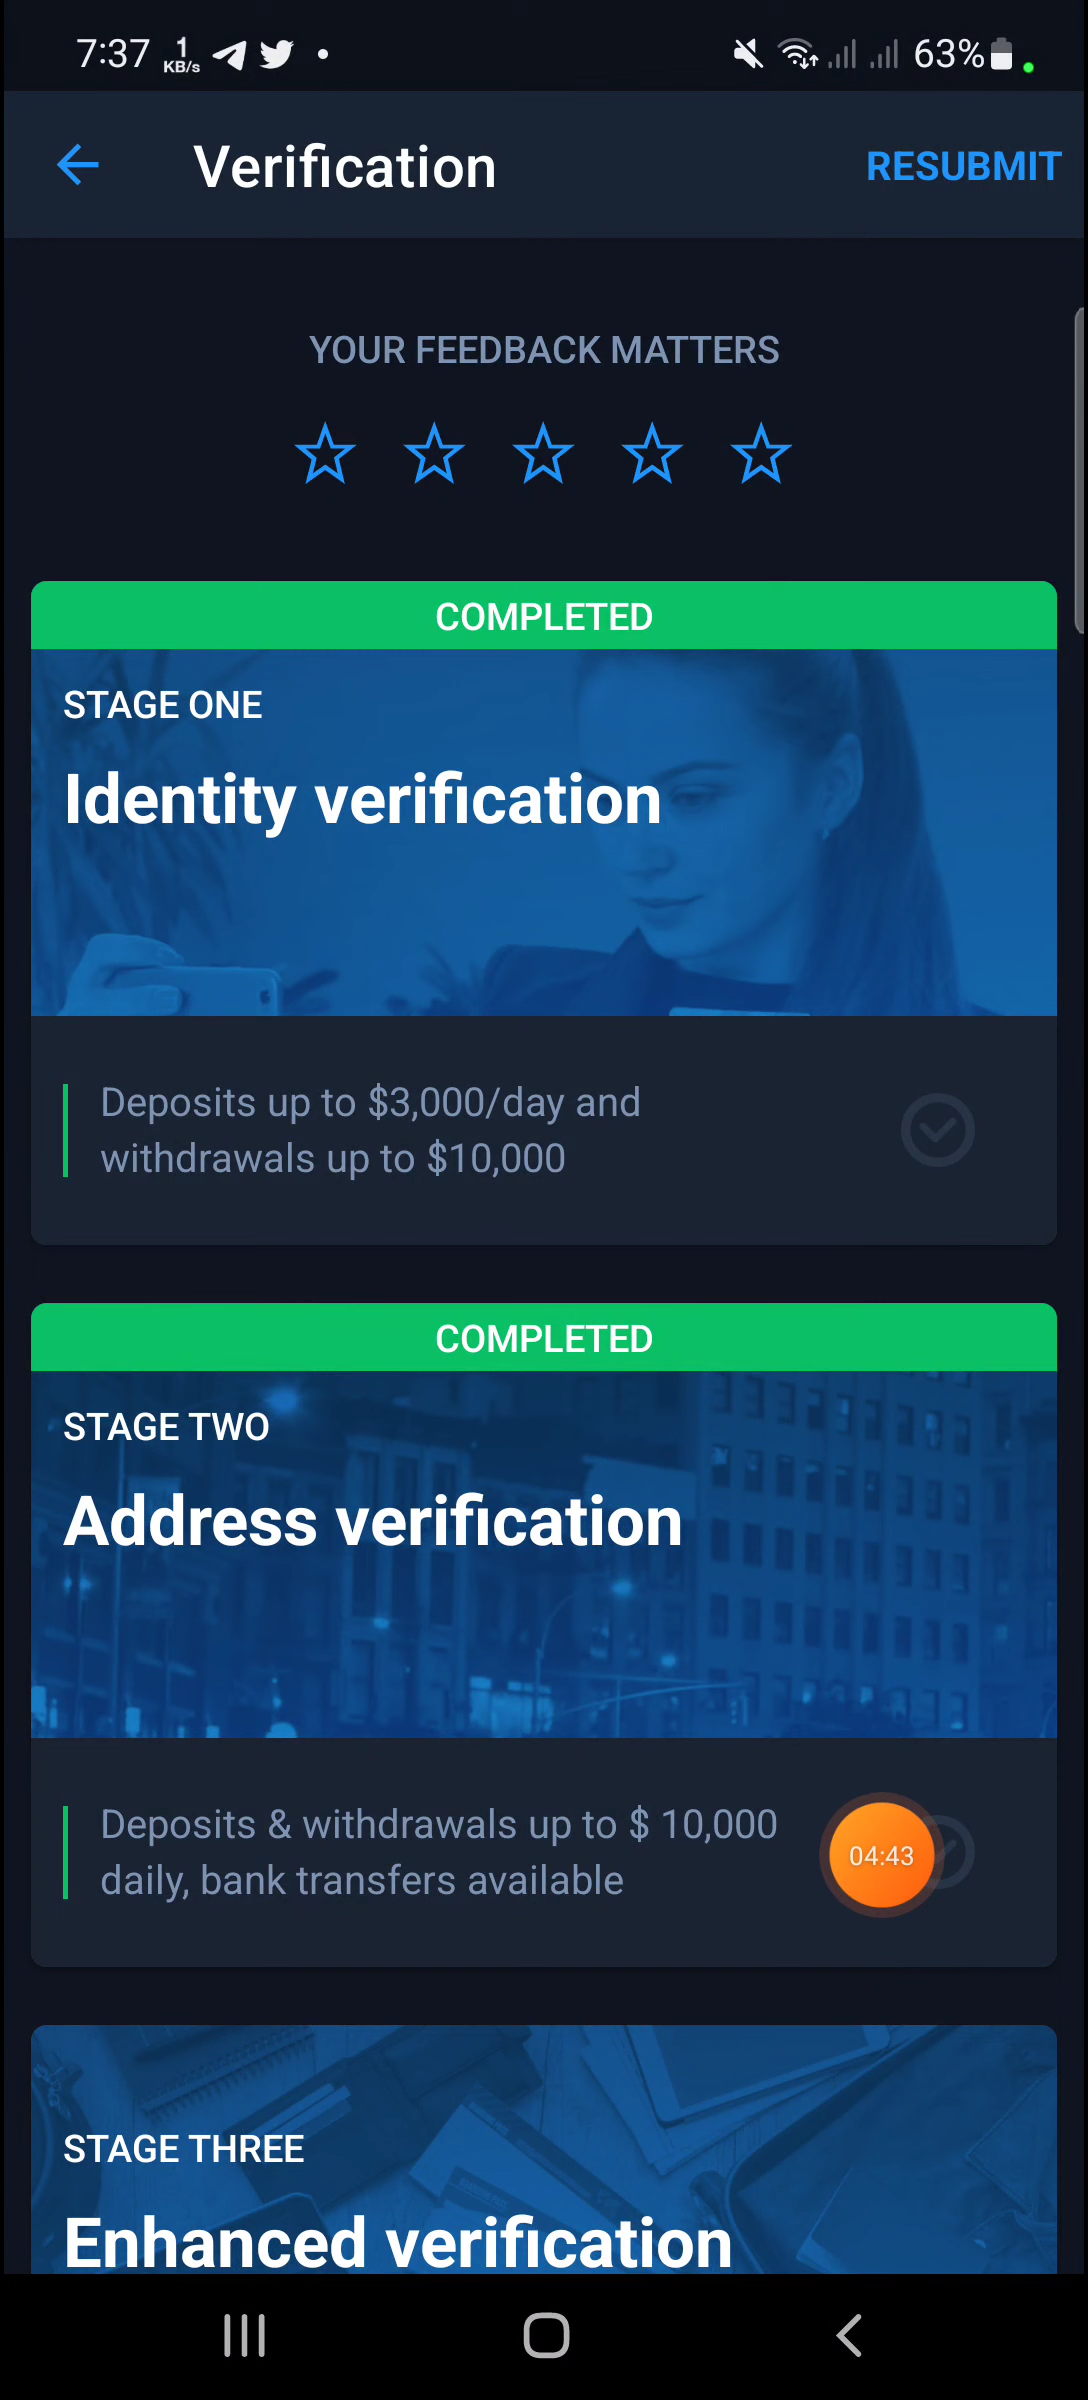 7:37 1 KB/s 63%
Verification RESUBMIT
YOUR FEEDBACK MATTERS
COMPLETED
STAGE ONE
Identity verification
Deposits up to $3,000/day and
withdrawals up to $10,000
COMPLETED
STAGE TWO
Address verification
Deposits & withdrawals up to $ 10,000
daily, bank transfers available
04:43
STAGE THREE
Enhanced verification